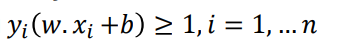 yᵢ(w. xᵢ +b) ≥ 1, i = 1, … n